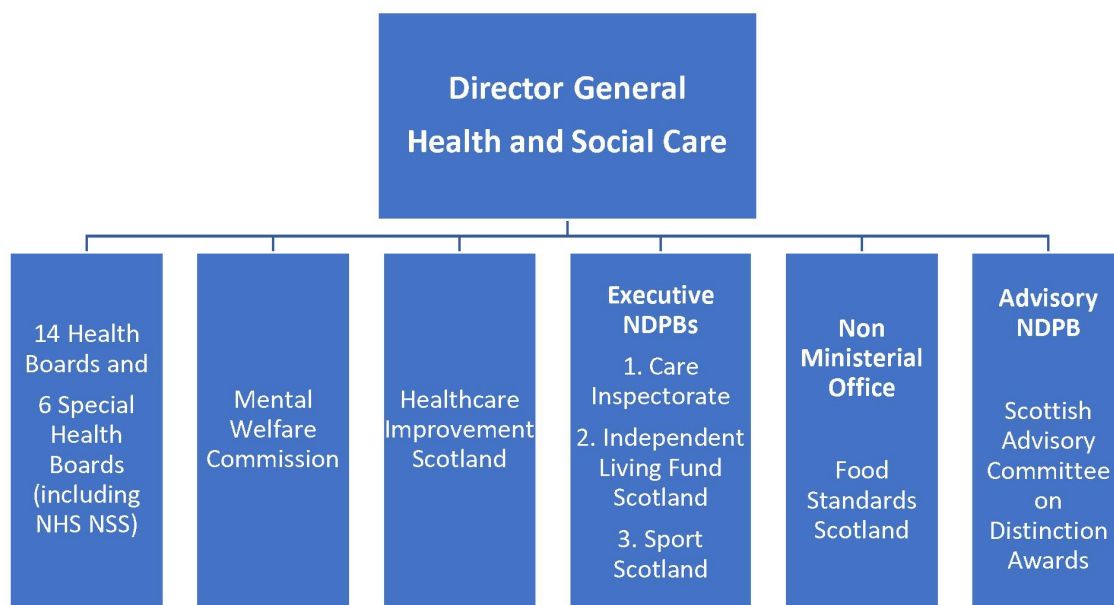 Director General
Health and Social Care
14 Health
Boards and
6 Special
Health
Boards
(including
NHS NSS)
Mental
Welfare
Commission
Healthcare
Improvement
Scotland
Executive
NDPBs
1. Care
Inspectorate
2. Independent
Living Fund
Scotland
3. Sport
Scotland
Non
Ministerial
Office
Food
Standards
Scotland
Advisory
NDPB
Scottish
Advisory
Committee
on
Distinction
Awards